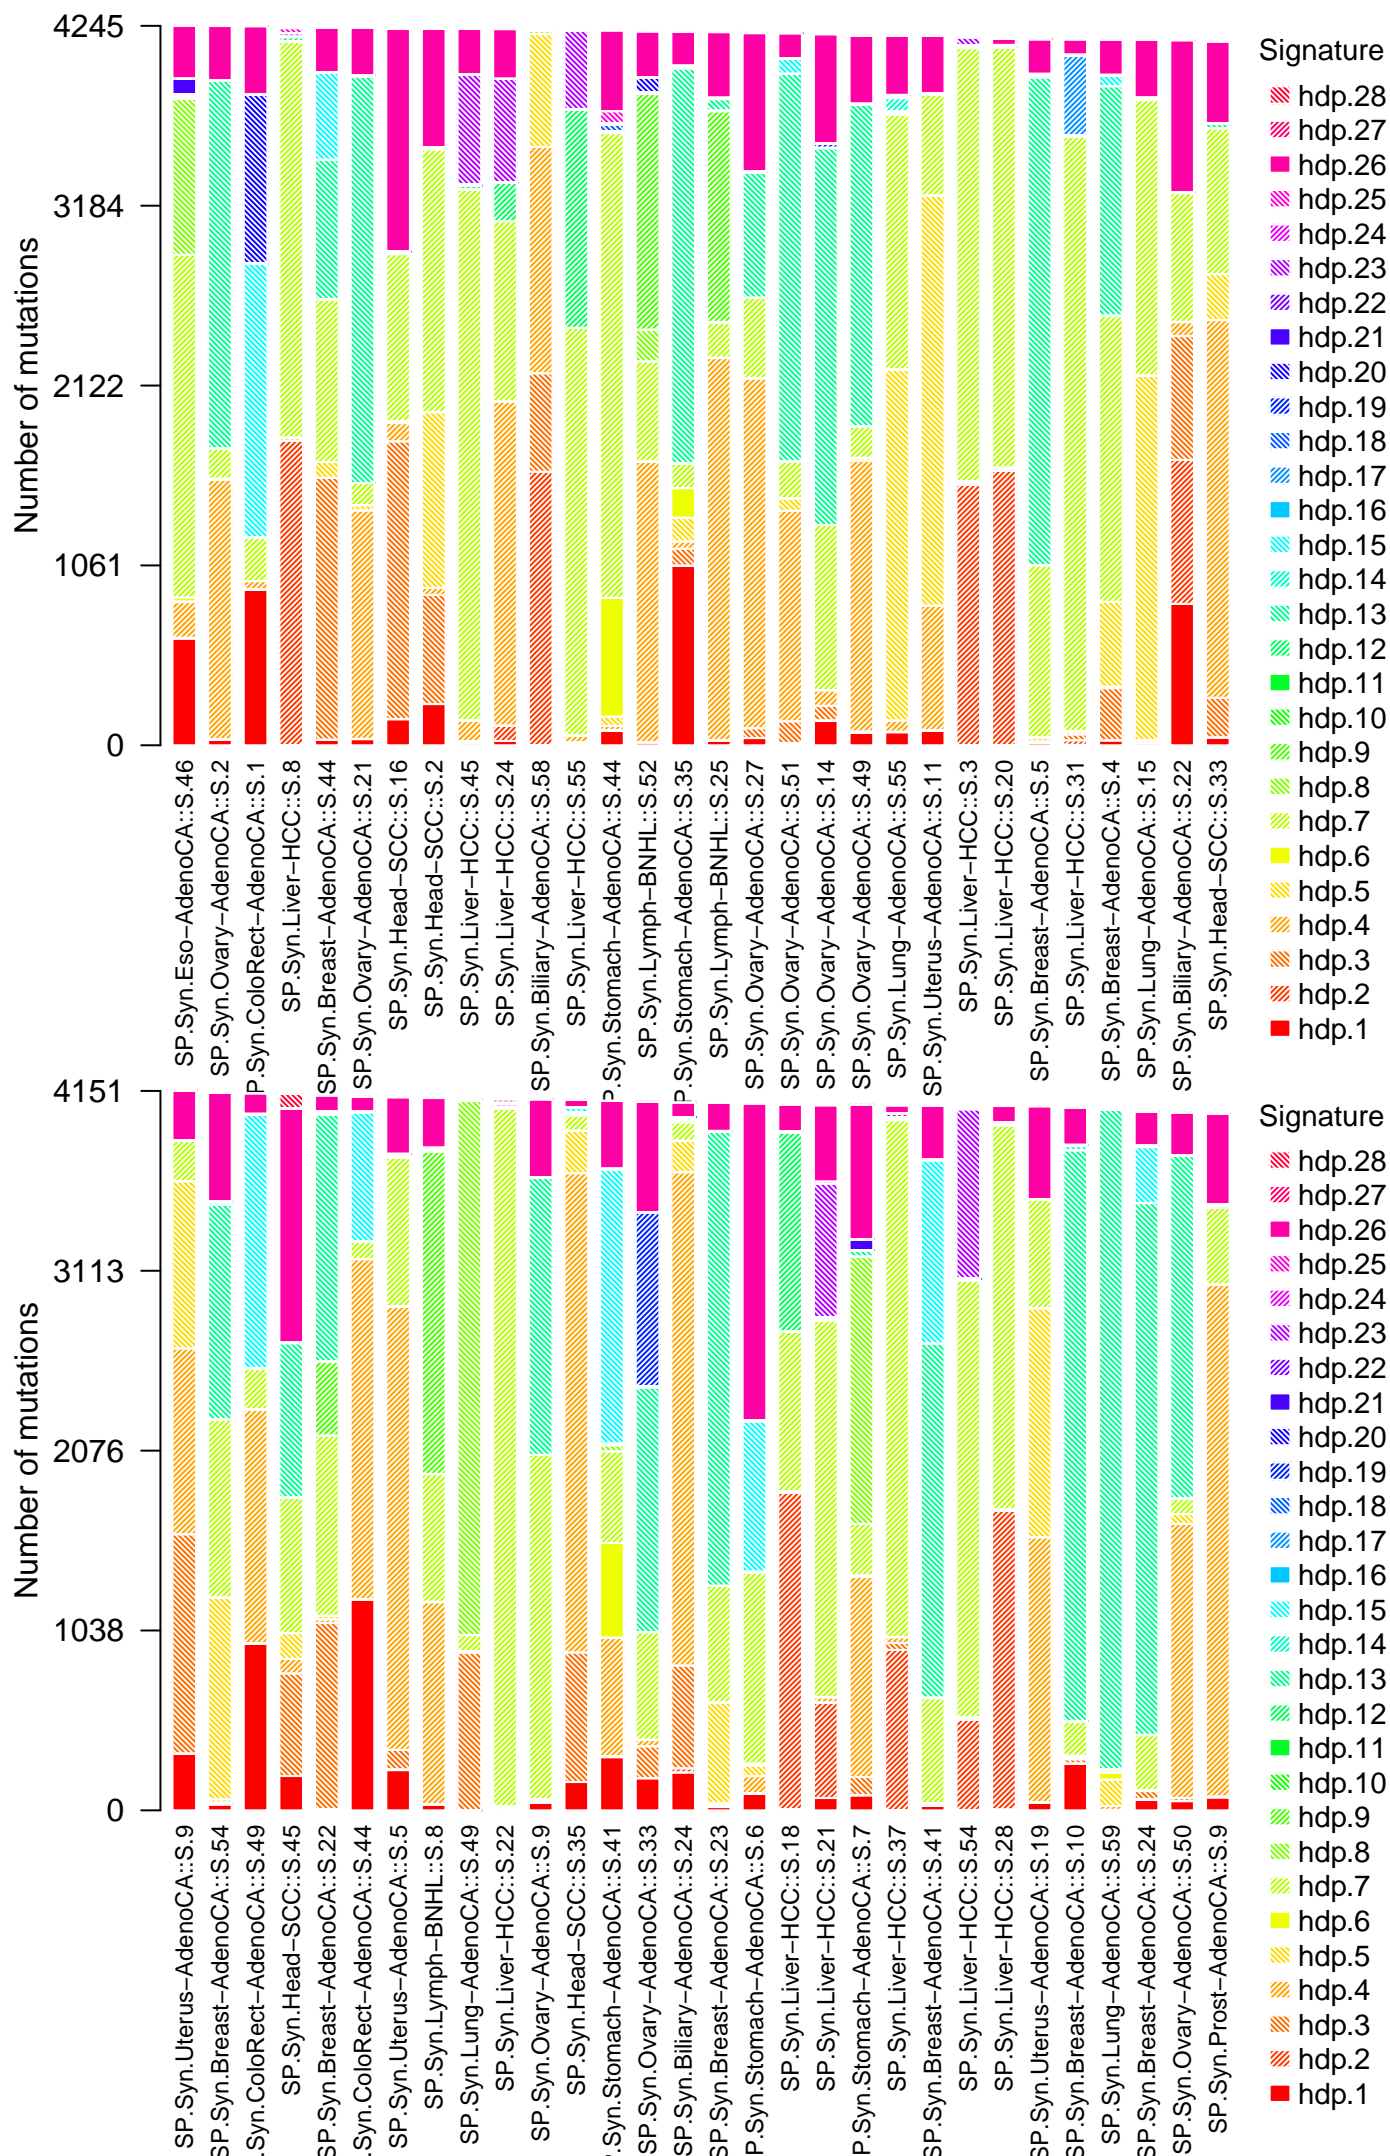 Number of mutations
4245
3184
2122
1061
0
SP.Syn.Eso−AdenoCA::S.46
SP.Syn.Ovary−AdenoCA::S.2
P.Syn.ColoRect−AdenoCA::S.1
SP.Syn.Liver−HCC::S.8
SP.Syn.Breast−AdenoCA::S.44
SP.Syn.Ovary−AdenoCA::S.21
SP.Syn.Head−SCC::S.16
SP.Syn.Head−SCC::S.2
SP.Syn.Liver−HCC::S.45
SP.Syn.Liver−HCC::S.24
SP.Syn.Biliary−AdenoCA::S.58
SP.Syn.Liver−HCC::S.55
P.Syn.Stomach−AdenoCA::S.44
SP.Syn.Lymph−BNHL::S.52
P.Syn.Stomach−AdenoCA::S.35
SP.Syn.Lymph−BNHL::S.25
SP.Syn.Ovary−AdenoCA::S.27
SP.Syn.Ovary−AdenoCA::S.51
SP.Syn.Ovary−AdenoCA::S.14
SP.Syn.Ovary−AdenoCA::S.49
SP.Syn.Lung−AdenoCA::S.55
SP.Syn.Uterus−AdenoCA::S.11
SP.Syn.Liver−HCC::S.3
SP.Syn.Liver−HCC::S.20
SP.Syn.Breast−AdenoCA::S.5
SP.Syn.Liver−HCC::S.31
SP.Syn.Breast−AdenoCA::S.4
SP.Syn.Lung−AdenoCA::S.15
SP.Syn.Biliary−AdenoCA::S.22
SP.Syn.Head−SCC::S.33
Signature
hdp.28
hdp.27
hdp.26
hdp.25
hdp.24
hdp.23
hdp.22
hdp.21
hdp.20
hdp.19
hdp.18
hdp.17
hdp.16
hdp.15
hdp.14
hdp.13
hdp.12
hdp.11
hdp.10
hdp.9
hdp.8
hdp.7
hdp.6
hdp.5
hdp.4
hdp.3
hdp.2
hdp.1
Number of mutations
4151
3113
2076
1038
0
SP.Syn.Uterus−AdenoCA::S.9
SP.Syn.Breast−AdenoCA::S.54
.Syn.ColoRect−AdenoCA::S.49
SP.Syn.Head−SCC::S.45
SP.Syn.Breast−AdenoCA::S.22
.Syn.ColoRect−AdenoCA::S.44
SP.Syn.Uterus−AdenoCA::S.5
SP.Syn.Lymph−BNHL::S.8
SP.Syn.Lung−AdenoCA::S.49
SP.Syn.Liver−HCC::S.22
SP.Syn.Ovary−AdenoCA::S.9
SP.Syn.Head−SCC::S.35
P.Syn.Stomach−AdenoCA::S.41
SP.Syn.Ovary−AdenoCA::S.33
SP.Syn.Biliary−AdenoCA::S.24
SP.Syn.Breast−AdenoCA::S.23
P.Syn.Stomach−AdenoCA::S.6
SP.Syn.Liver−HCC::S.18
SP.Syn.Liver−HCC::S.21
P.Syn.Stomach−AdenoCA::S.7
SP.Syn.Liver−HCC::S.37
SP.Syn.Breast−AdenoCA::S.41
SP.Syn.Liver−HCC::S.54
SP.Syn.Liver−HCC::S.28
SP.Syn.Uterus−AdenoCA::S.19
SP.Syn.Breast−AdenoCA::S.10
SP.Syn.Lung−AdenoCA::S.59
SP.Syn.Breast−AdenoCA::S.24
SP.Syn.Ovary−AdenoCA::S.50
SP.Syn.Prost−AdenoCA::S.9
Signature
hdp.28
hdp.27
hdp.26
hdp.25
hdp.24
hdp.23
hdp.22
hdp.21
hdp.20
hdp.19
hdp.18
hdp.17
hdp.16
hdp.15
hdp.14
hdp.13
hdp.12
hdp.11
hdp.10
hdp.9
hdp.8
hdp.7
hdp.6
hdp.5
hdp.4
hdp.3
hdp.2
hdp.1